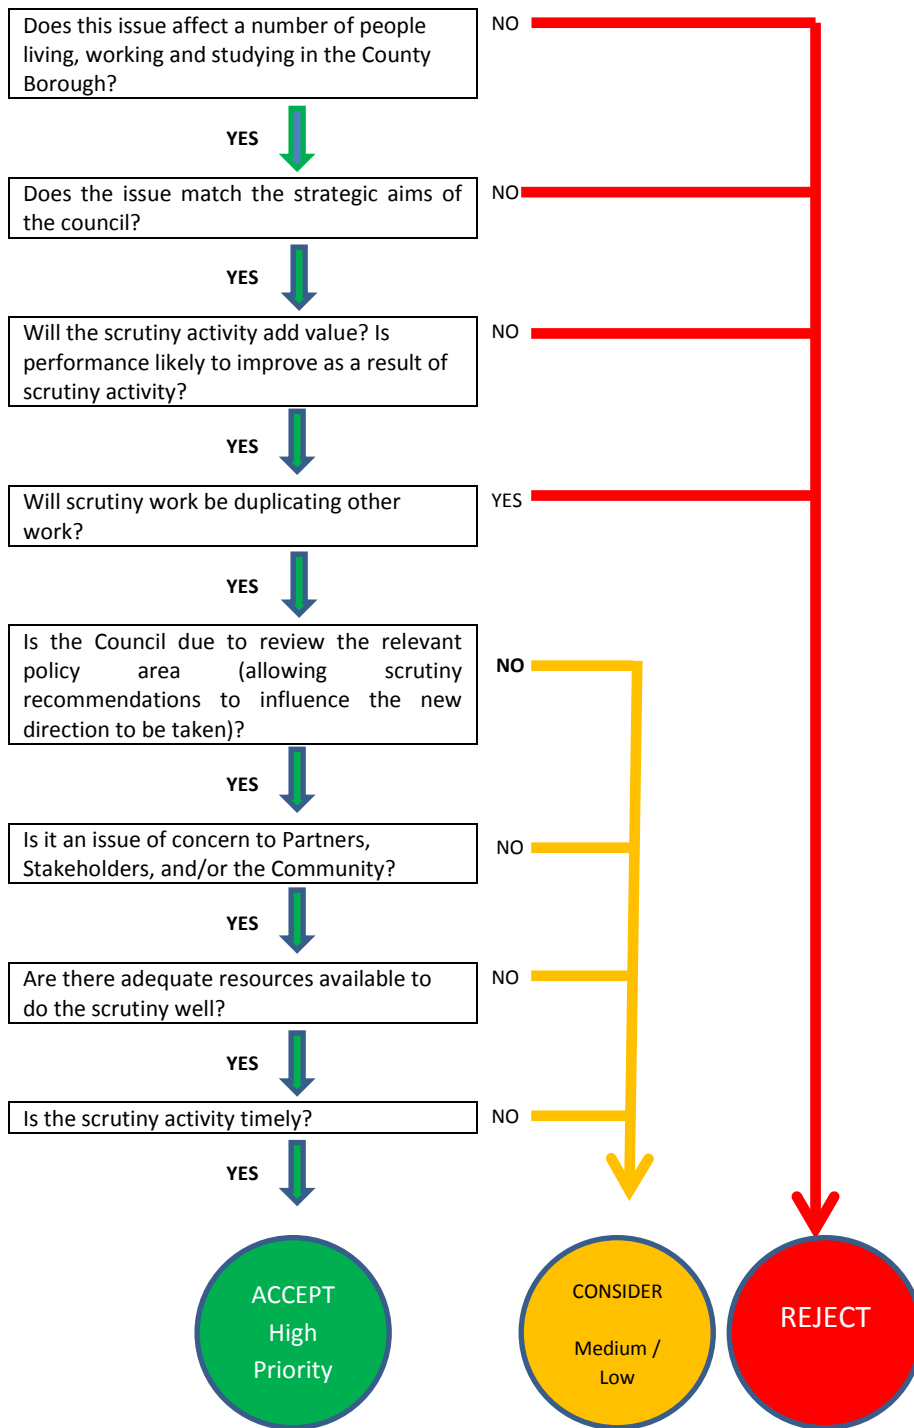 Does this issue affect a number of people
living, working and studying in the County
Borough?
NO
YES
Does the issue match the strategic aims of
the council?
NO
YES
Will the scrutiny activity add value? Is
performance likely to improve as a result of
scrutiny activity?
NO
YES
Will scrutiny work be duplicating other
work?
YES
YES
Is the Council due to review the relevant
policy area (allowing scrutiny
recommendations to influence the new
direction to be taken)?
NO
YES
Is it an issue of concern to Partners,
Stakeholders, and/or the Community?
NO
YES
Are there adequate resources available to
do the scrutiny well?
NO
YES
Is the scrutiny activity timely?
NO
YES
ACCEPT
High
Priority
CONSIDER
Medium /
Low
REJECT